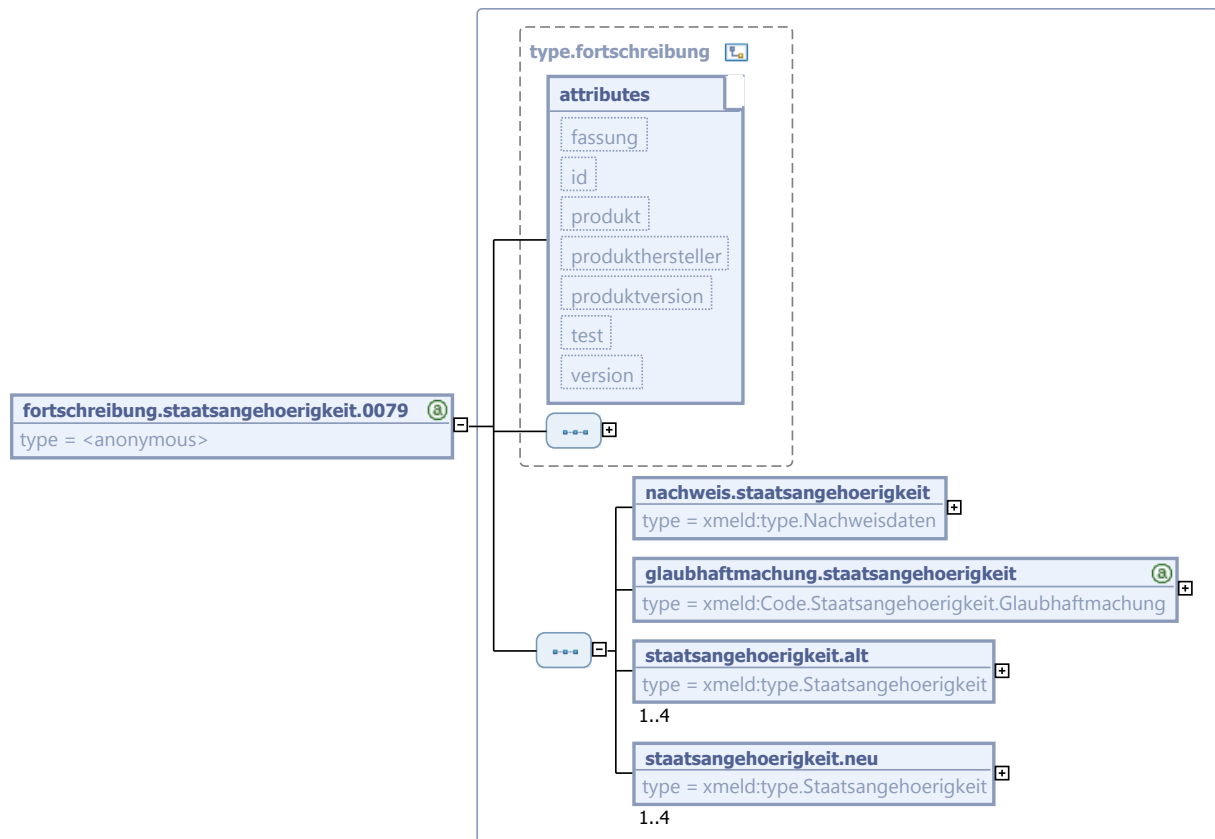 type.fortschreibung
attributes
fassung
id
produkt
produkthersteller
produktversion
test
version
fortschreibung.staatsangehoerigkeit.0079
type = <anonymous>
nachweis.staatsangehoerigkeit
type = xmeld:type.Nachweisdaten
glaubhaftmachung.staatsangehoerigkeit
type = xmeld:Code.Staatsangehoerigkeit.Glaubhaftmachung
staatsangehoerigkeit.alt
type = xmeld:type.Staatsangehoerigkeit
1..4
staatsangehoerigkeit.neu
type = xmeld:type.Staatsangehoerigkeit
1..4